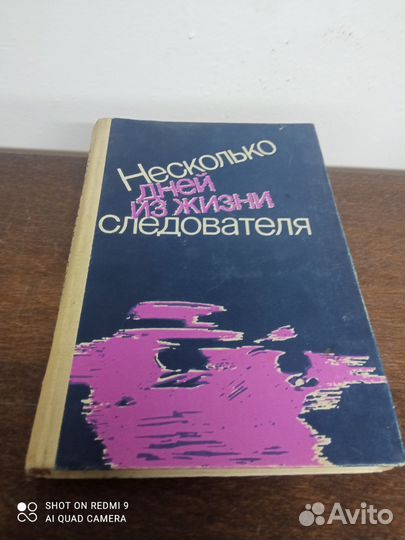 Несколько
дней
из жизни
следователя
SHOT ON REDMI 9
AI QUAD CAMERA
Avito